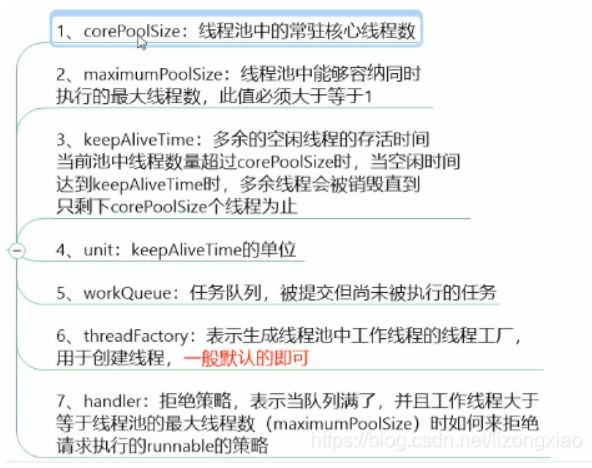 1、corePoolSize：线程池中的常驻核心线程数
2、maximumPoolSize：线程池中能够容纳同时
执行的最大线程数，此值必须大于等于1
3、keepAliveTime：多余的空闲线程的存活时间
当前池中线程数量超过corePoolSize时，当空闲时间
达到keepAliveTime时，多余线程会被销毁直到
只剩下corePoolSize个线程为止
4、unit：keepAliveTime的单位
5、workQueue：任务队列，被提交但尚未被执行的任务
6、threadFactory：表示生成线程池中工作线程的线程工厂，
用于创建线程，一般默认的即可
7、handler：拒绝策略，表示当队列满了，并且工作线程大于
等于线程池的最大线程数（maximumPoolSize）时如何来拒绝
请求执行的runnable的策略
https://blog.csdn.net/lizongxiao